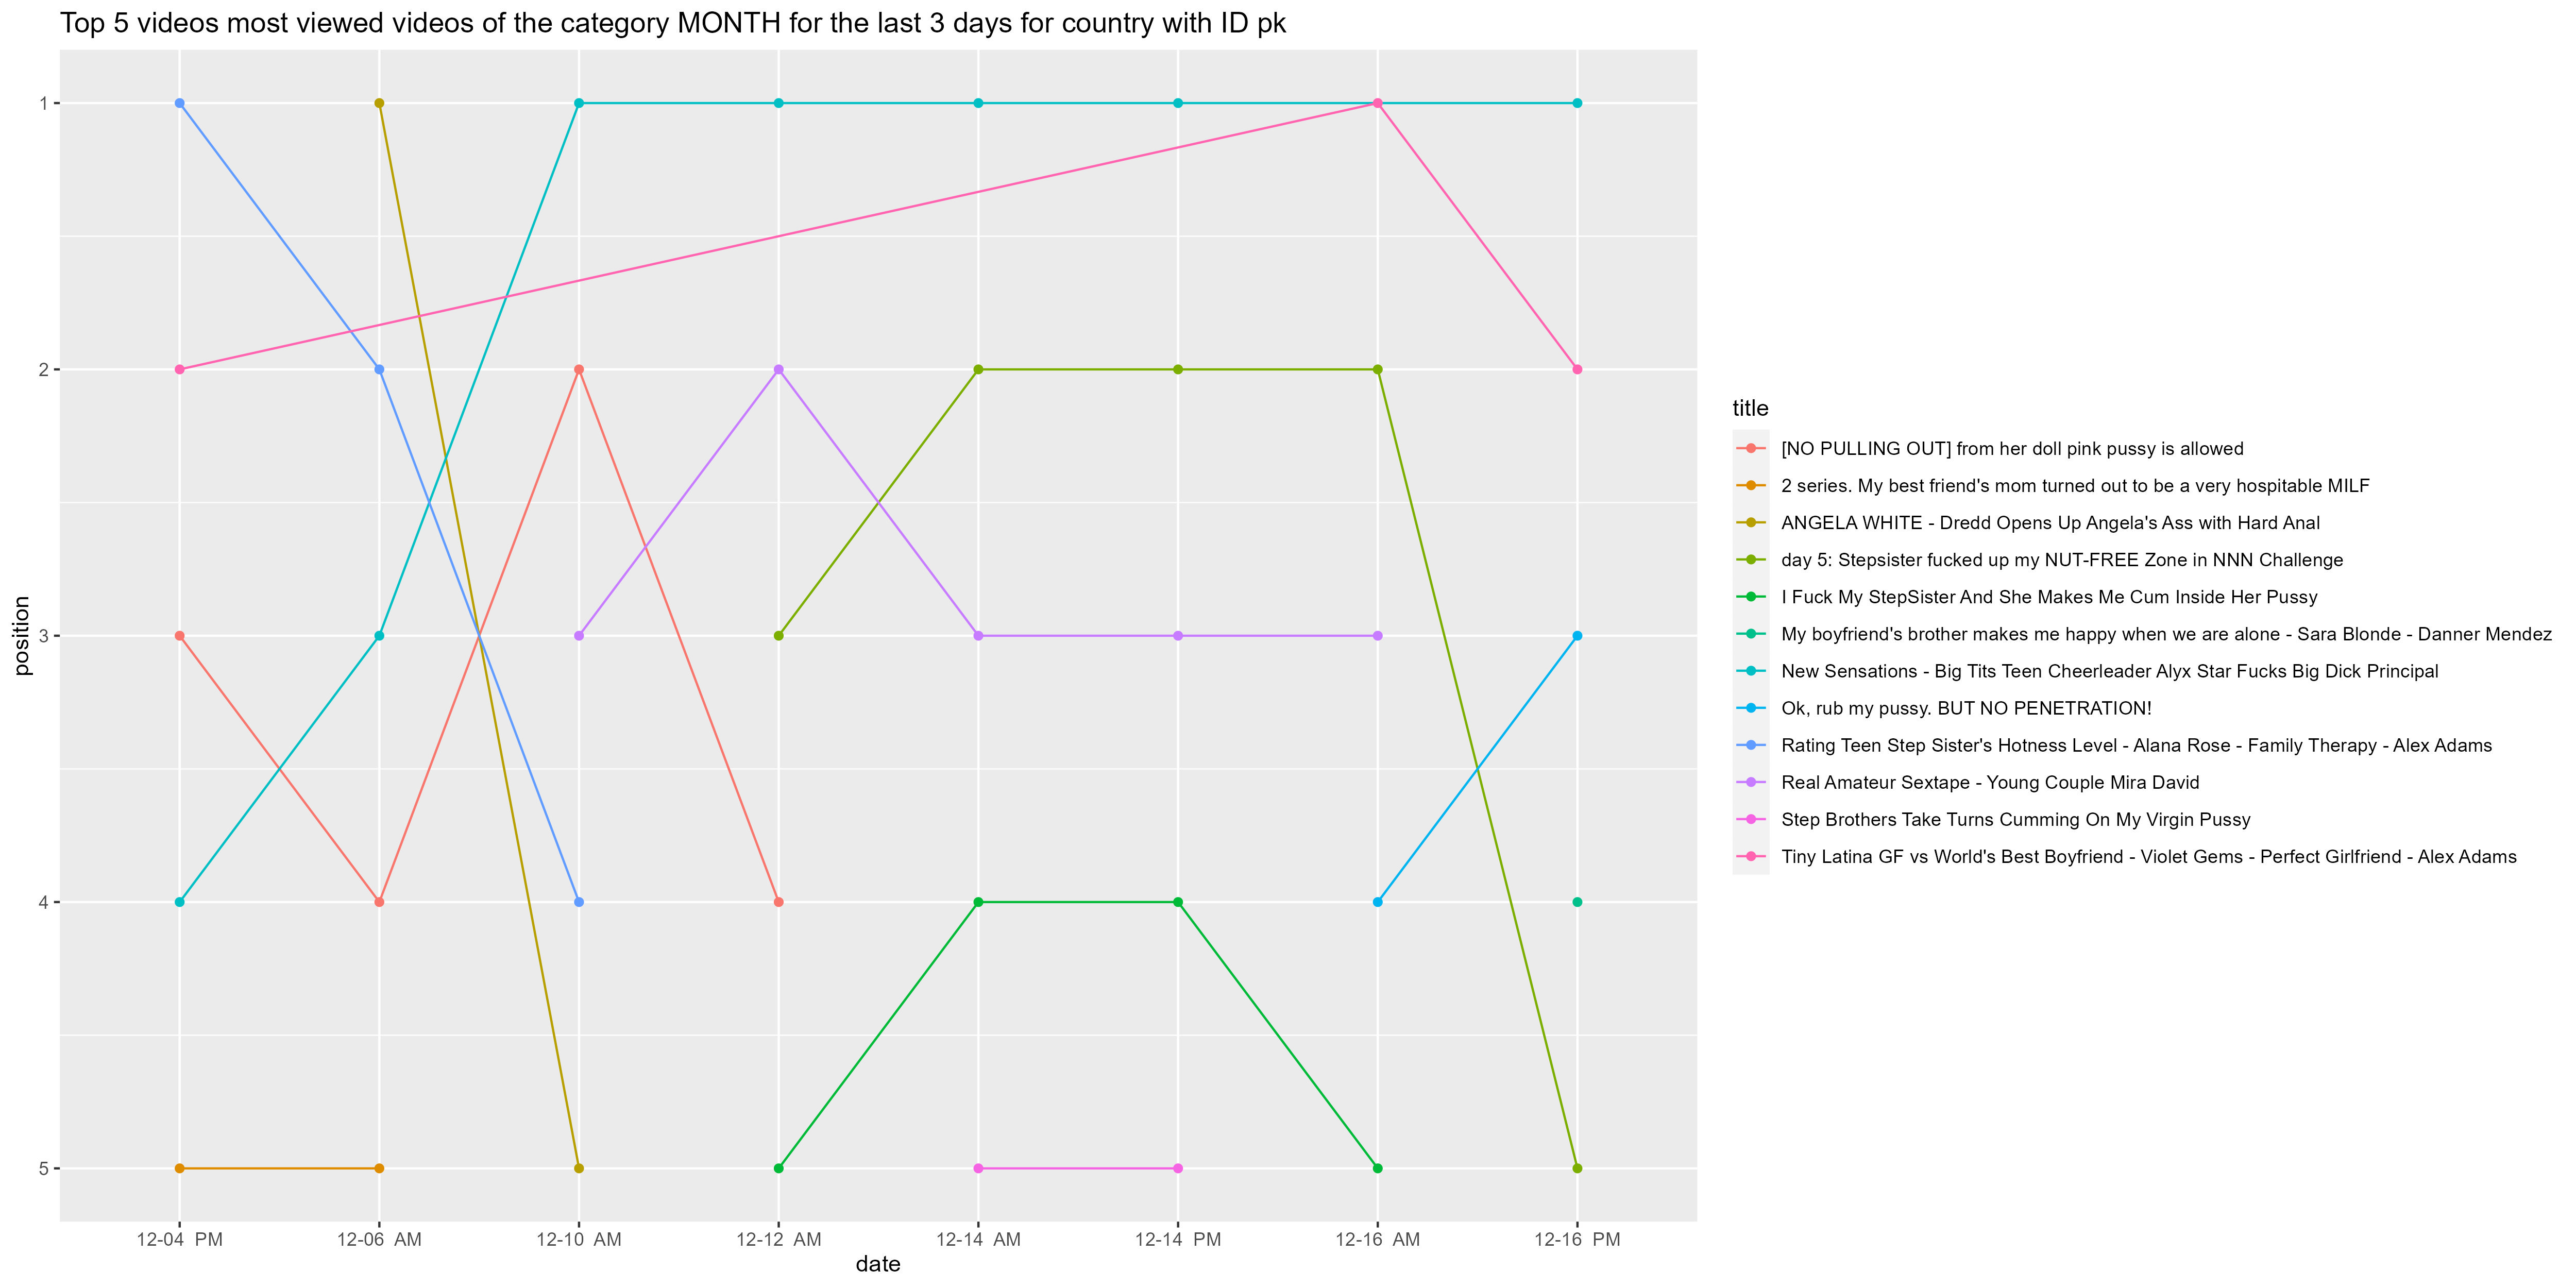 Top 5 videos most viewed videos of the category MONTH for the last 3 days for country with ID pk
position
1
2
3
4
5
12-04 PM
12-06 AM
12-10 AM
12-12 AM
12-14 AM
12-14 PM
12-16 AM
12-16 PM
date
title
[NO PULLING OUT] from her doll pink pussy is allowed
2 series. My best friend's mom turned out to be a very hospitable MILF
ANGELA WHITE - Dredd Opens Up Angela's Ass with Hard Anal
day 5: Stepsister fucked up my NUT-FREE Zone in NNN Challenge
I Fuck My StepSister And She Makes Me Cum Inside Her Pussy
My boyfriend's brother makes me happy when we are alone - Sara Blonde - Danner Mendez
New Sensations - Big Tits Teen Cheerleader Alyx Star Fucks Big Dick Principal
Ok, rub my pussy. BUT NO PENETRATION!
Rating Teen Step Sister's Hotness Level - Alana Rose - Family Therapy - Alex Adams
Real Amateur Sextape - Young Couple Mira David
Step Brothers Take Turns Cumming On My Virgin Pussy
Tiny Latina GF vs World's Best Boyfriend - Violet Gems - Perfect Girlfriend - Alex Adams